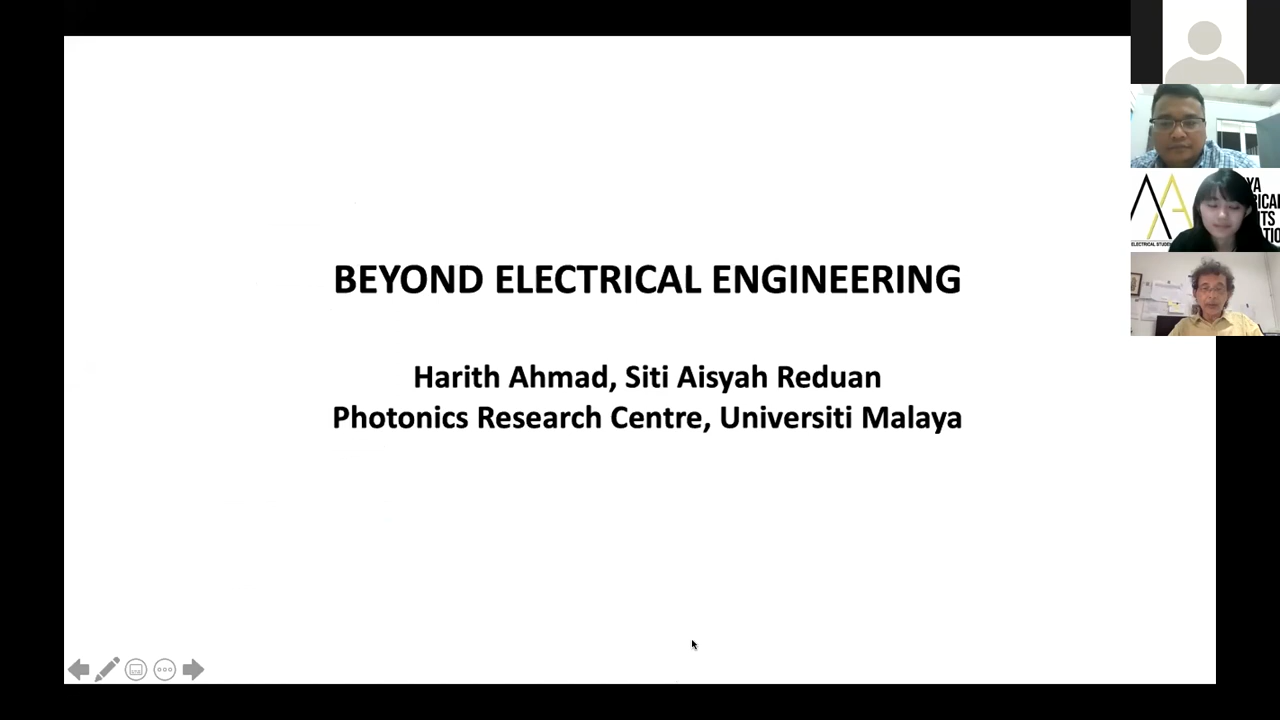 BEYOND ELECTRICAL ENGINEERING
Harith Ahmad, Siti Aisyah Reduan
Photonics Research Centre, Universiti Malaya